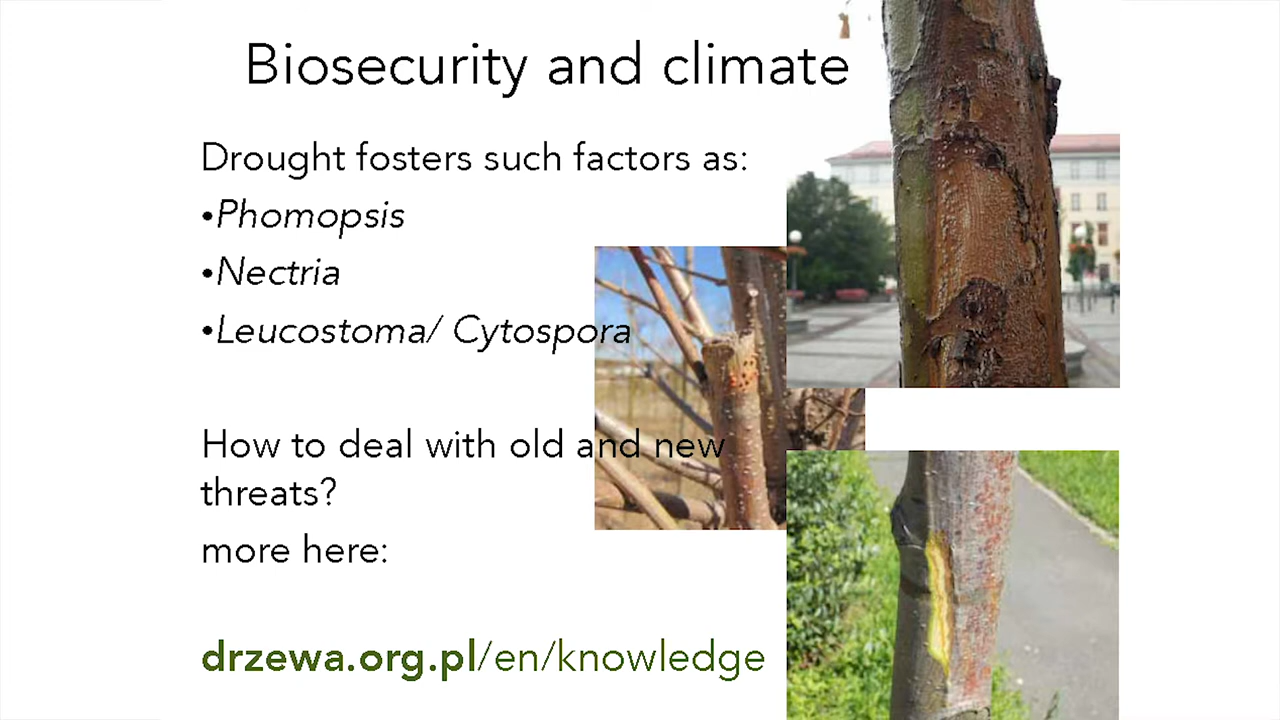 Biosecurity and climate
Drought fosters such factors as:
•Phomopsis
•Nectria
•Leucostoma/ Cytospora
How to deal with old and new
threats?
more here:
drzewa.org.pl/en/knowledge